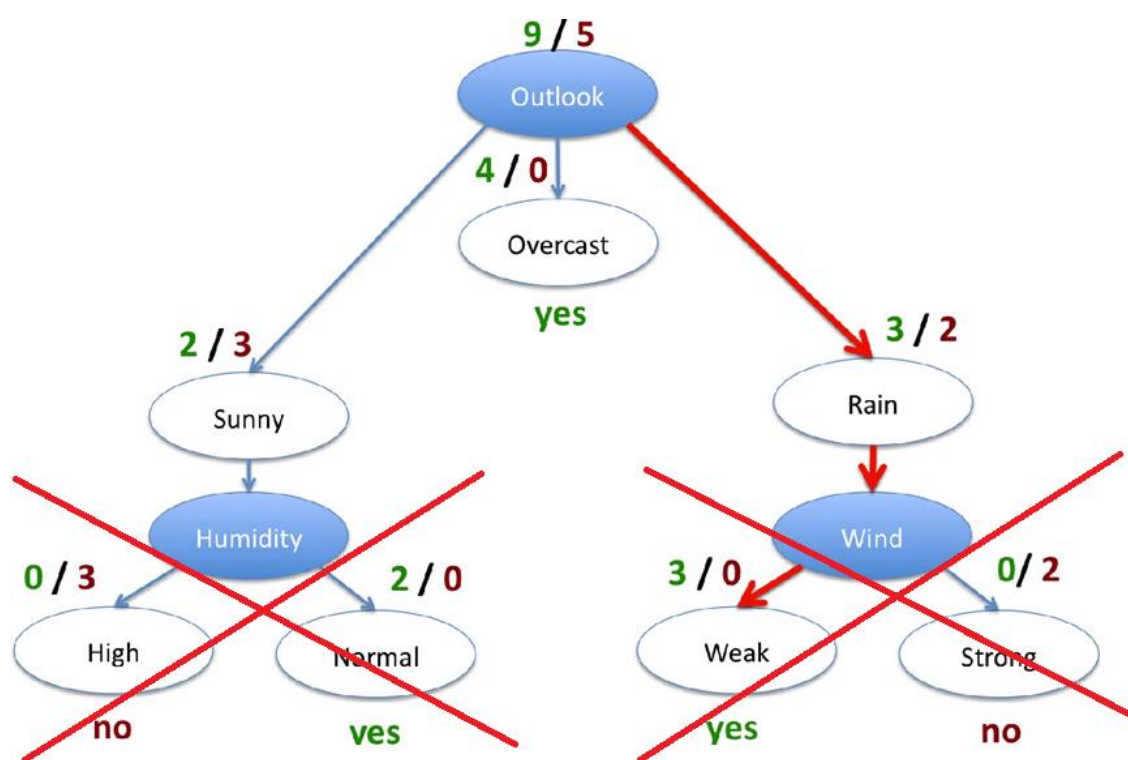 9 / 5
Outlook
4 / 0
Overcast
yes
2 / 3
3 / 2
Sunny
Rain
Humidity
Wind
0 / 3
2 / 0
3 / 0
0/ 2
High
Normal
Weak
Strong
no
yes
yes
no